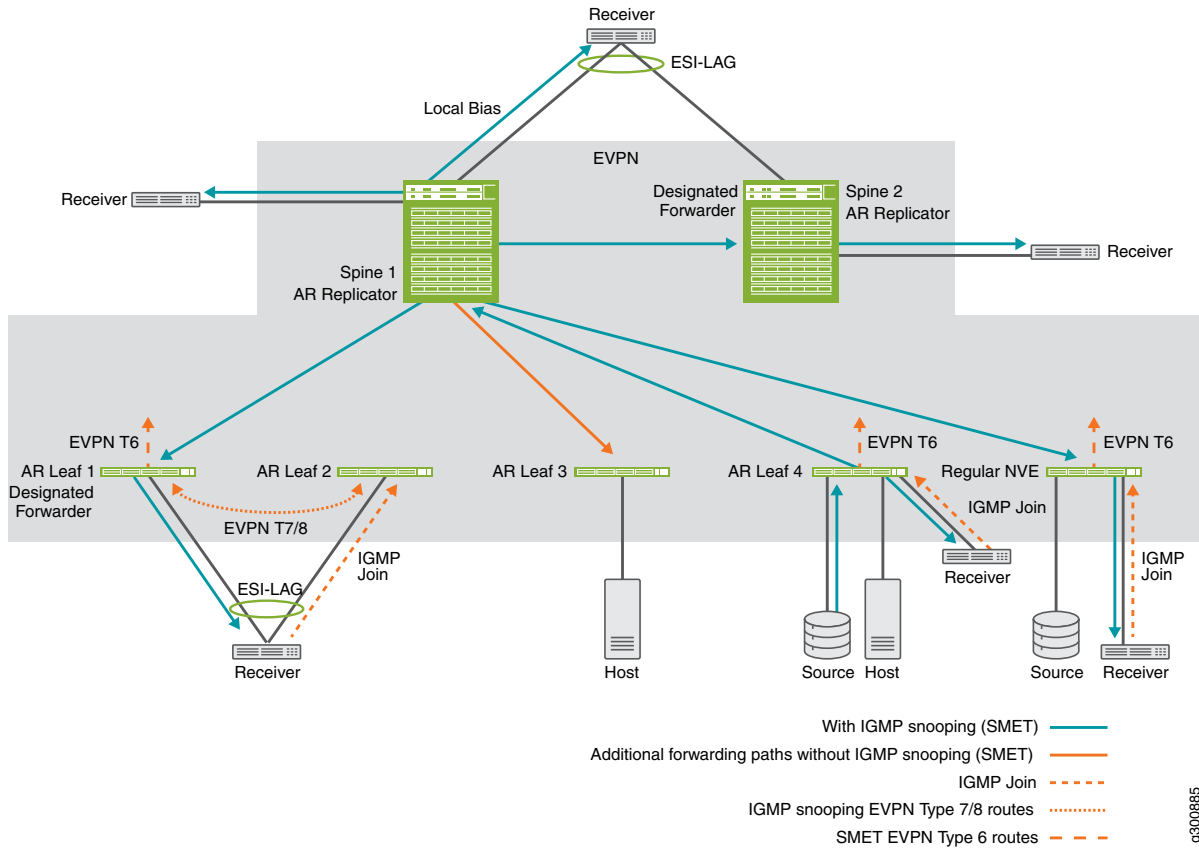 Receiver
ESI-LAG
Local Bias
EVPN
Receiver
Designated
Forwarder
Spine 2
AR Replicator
Receiver
Spine 1
AR Replicator
EVPN T6
EVPN T6
EVPN T6
AR Leaf 1
Designated
Forwarder
AR Leaf 2
AR Leaf 3
AR Leaf 4
Regular NVE
EVPN T7/8
IGMP Join
IGMP
Join
IGMP
Join
ESI-LAG
Receiver
Receiver
Host
Source
Host
Source
Receiver
With IGMP snooping (SMET)
Additional forwarding paths without IGMP snooping (SMET)
IGMP Join
IGMP snooping EVPN Type 7/8 routes
SMET EVPN Type 6 routes
g300885